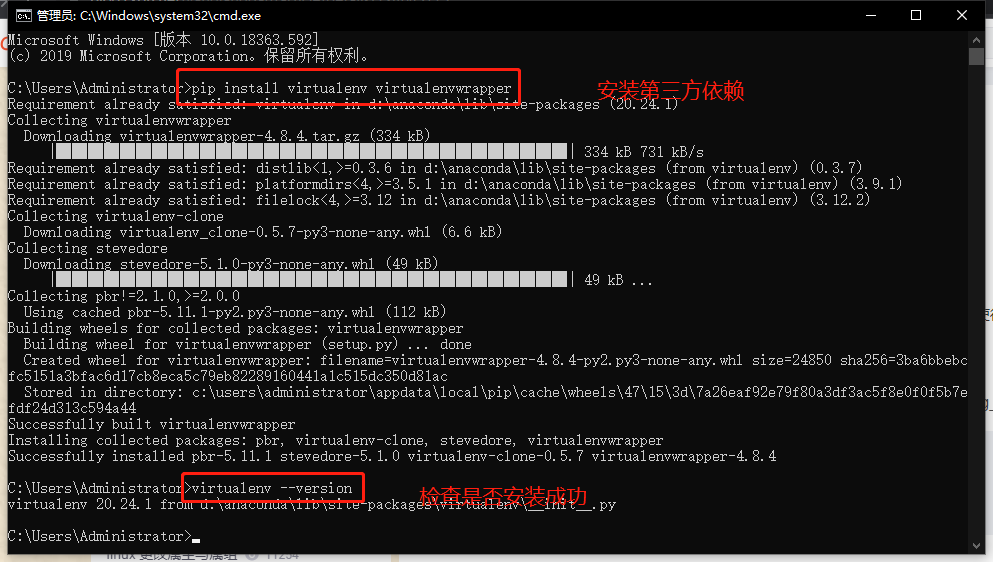 管理员: C:\Windows\system32\cmd.exe
Microsoft Windows [版本 10.0.18363.592]
(c) 2019 Microsoft Corporation。保留所有权利。
C:\Users\Administrator>pip install virtualenv virtualenvwrapper
安装第三方依赖
Requirement already satisfied: virtualenv in d:\anaconda\lib\site-packages (20.24.1)
Collecting virtualenvwrapper
Downloading virtualenvwrapper-4.8.4.tar.gz (334 kB)
334 kB 731 kB/s
Requirement already satisfied: distlib<1,>=0.3.6 in d:\anaconda\lib\site-packages (from virtualenv) (0.3.7)
Requirement already satisfied: platformdirs<4,>=3.5.1 in d:\anaconda\lib\site-packages (from virtualenv) (3.9.1)
Requirement already satisfied: filelock<4,>=3.12 in d:\anaconda\lib\site-packages (from virtualenv) (3.12.2)
Collecting virtualenv-clone
Downloading virtualenv_clone-0.5.7-py3-none-any.whl (6.6 kB)
Collecting stevedore
Downloading stevedore-5.1.0-py3-none-any.whl (49 kB)
49 kB ...
Collecting pbr!=2.1.0,>=2.0.0
Using cached pbr-5.11.1-py2.py3-none-any.whl (112 kB)
Building wheels for collected packages: virtualenvwrapper
Building wheel for virtualenvwrapper (setup.py) ... done
Created wheel for virtualenvwrapper: filename=virtualenvwrapper-4.8.4-py2.py3-none-any.whl size=24850 sha256=3ba6bbebc
fc5151a3bfac6d17cb8eca5c79eb82289160441a1c515dc350d81ac
Stored in directory: c:\users\administrator\appdata\local\pip\cache\wheels\47\15\3d\7a26eaf92e79f80a3df3ac5f8e0f0f5b7e
fdf24d313c594a44
Successfully built virtualenvwrapper
Installing collected packages: pbr, virtualenv-clone, stevedore, virtualenvwrapper
Successfully installed pbr-5.11.1 stevedore-5.1.0 virtualenv-clone-0.5.7 virtualenvwrapper-4.8.4
C:\Users\Administrator>virtualenv --version
检查是否安装成功
virtualenv 20.24.1 from d:\anaconda\lib\site-packages\virtualenv\__init__.py
C:\Users\Administrator>